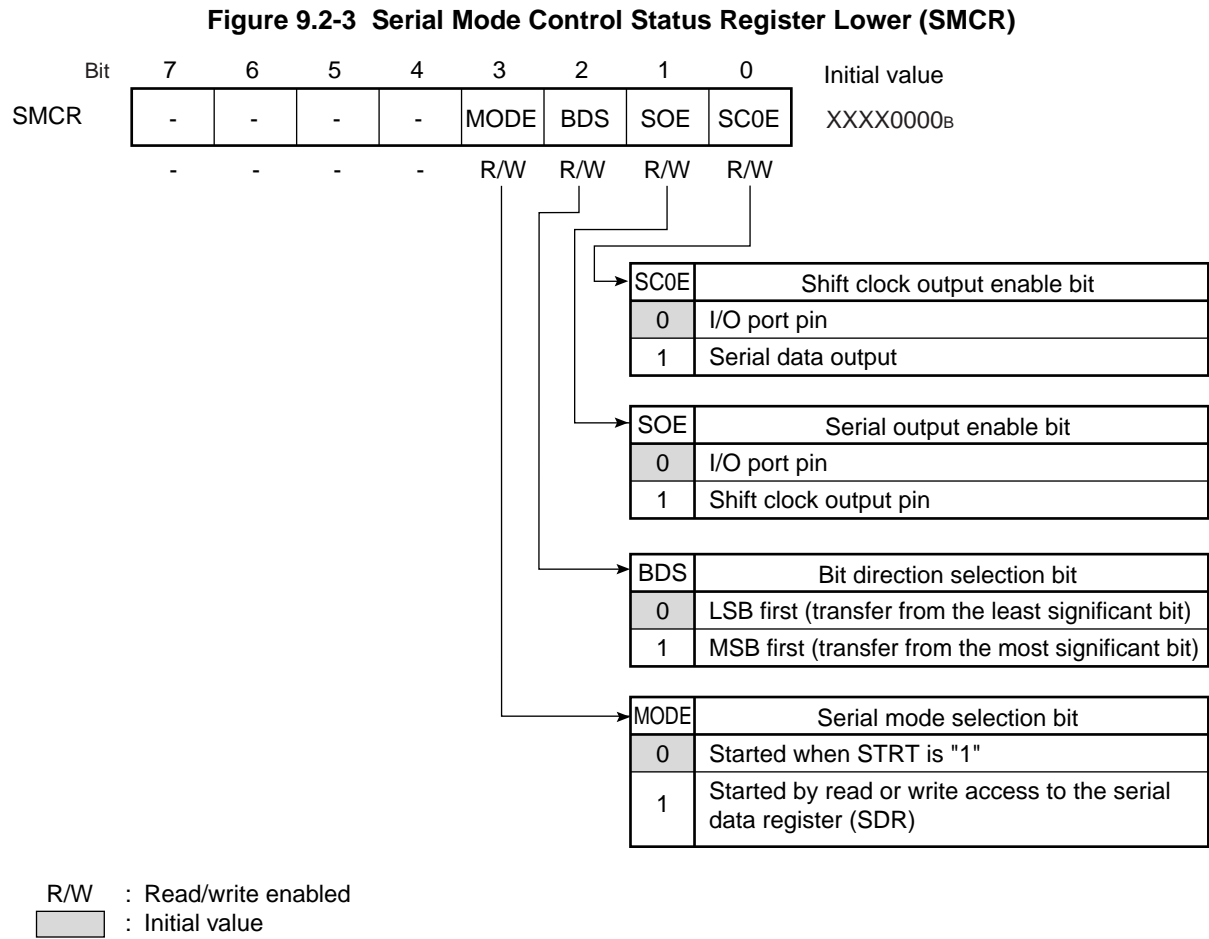 Figure 9.2-3 Serial Mode Control Status Register Lower (SMCR)
Bit 7 6 5 4 3 2 1 0 Initial value
SMCR - - - - MODE BDS SOE SC0E XXXX0000B
- - - - R/W R/W R/W R/W
SC0E Shift clock output enable bit
0 I/O port pin
1 Serial data output
SOE Serial output enable bit
0 I/O port pin
1 Shift clock output pin
BDS Bit direction selection bit
0 LSB first (transfer from the least significant bit)
1 MSB first (transfer from the most significant bit)
MODE Serial mode selection bit
0 Started when STRT is "1"
1 Started by read or write access to the serial
data register (SDR)
R/W : Read/write enabled
: Initial value